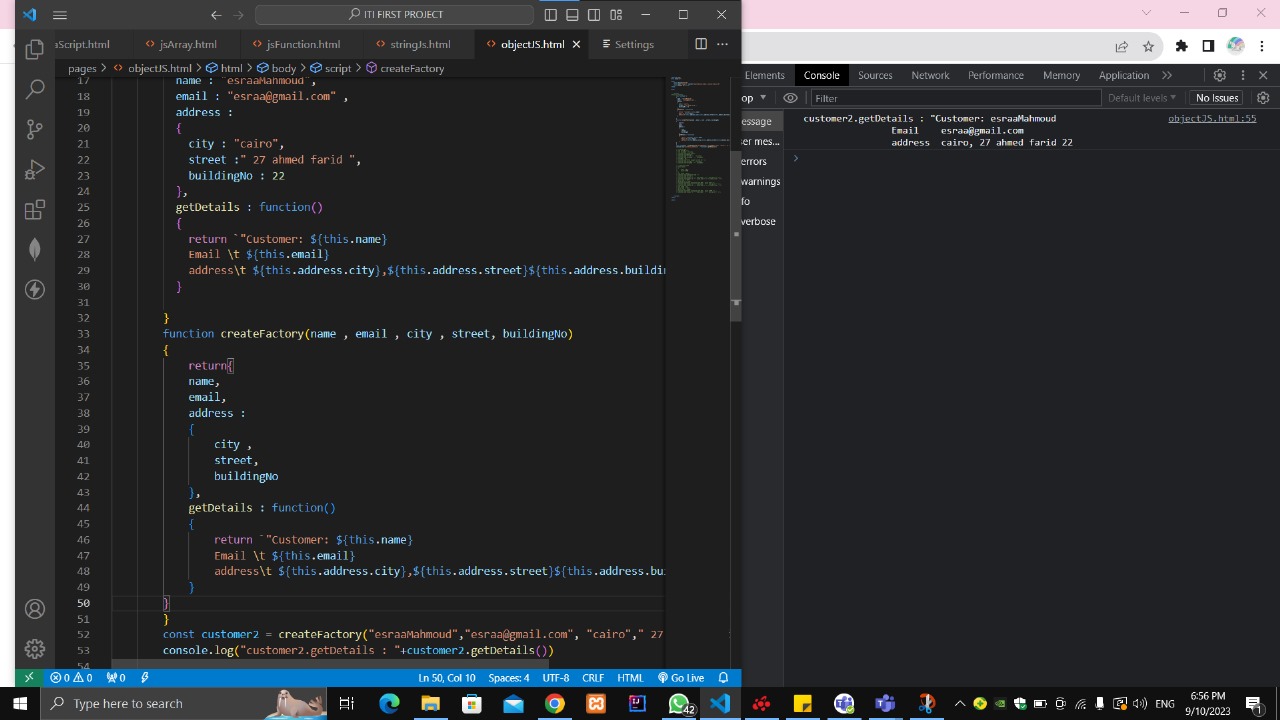 ITI FIRST PROJECT
aScript.html
jsArray.html
jsFunction.html
stringJs.html
objectJS.html
Settings
pages > objectJS.html > html > body > script > createFactory
17 name : "esraaMahmoud",
18 email : "esraa@gmail.com" ,
19 address :
20 {
21 city : "cairo",
22 street :" 27 ahmed farid ",
23 buildingNo : 22
24 },
25 getDetails : function()
26 {
27 return `"Customer: ${this.name}
28 Email \t ${this.email}
29 address\t ${this.address.city},${this.address.street}${this.address.buildin
30 }
31
32 }
33 function createFactory(name , email , city , street, buildingNo)
34 {
35 return{
36 name,
37 email,
38 address :
39 {
40 city ,
41 street,
42 buildingNo
43 },
44 getDetails : function()
45 {
46 return `"Customer: ${this.name}
47 Email \t ${this.email}
48 address\t ${this.address.city},${this.address.street}${this.address.bui
49 }
50 }
51 }
52 const customer2 = createFactory("esraaMahmoud","esraa@gmail.com", "cairo"," 27
53 console.log("customer2.getDetails : "+customer2.getDetails())
54
0 0 0
Ln 50, Col 10
Spaces: 4
UTF-8
CRLF
HTML
Go Live
Elements
Console
Sources
Network
Performance
Memory
Application
op
Filter
Default levels
No Issues
essage
ser mes...
errors
warnings
fo
verbose
customer2.getDetails : "Customer: esraaMahmoud
objectJS.html:55
Email esraa@gmail.com
address cairo, 27 ahmed farid 22
Type here to search
42
ENG
6:56 PM
9/10/2023
1